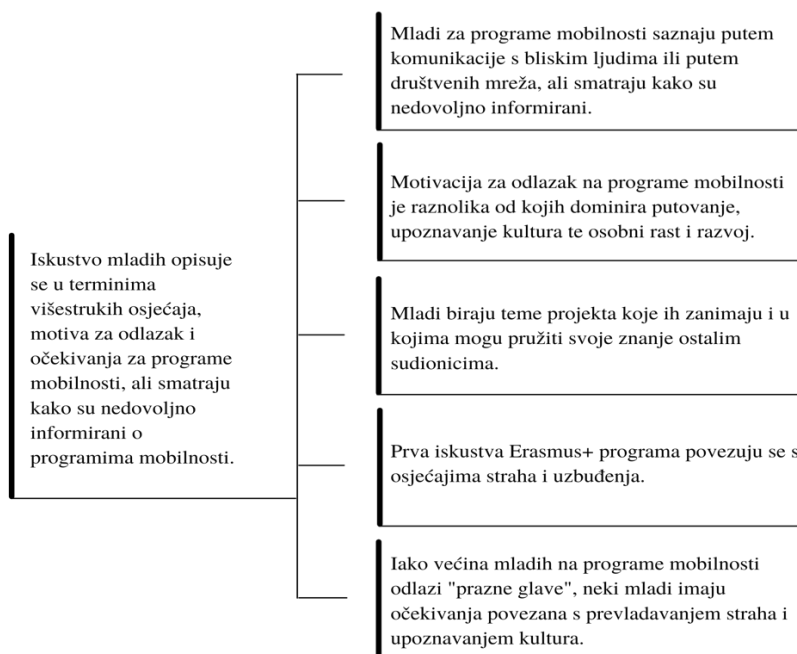 Iskustvo mladih opisuje
se u terminima
višestrukih osjećaja,
motiva za odlazak i
očekivanja za programe
mobilnosti, ali smatraju
kako su nedovoljno
informirani o
programima mobilnosti.
Mladi za programe mobilnosti saznaju putem
komunikacije s bliskim ljudima ili putem
društvenih mreža, ali smatraju kako su
nedovoljno informirani.
Motivacija za odlazak na programe mobilnosti
je raznolika od kojih dominira putovanje,
upoznavanje kultura te osobni rast i razvoj.
Mladi biraju teme projekta koje ih zanimaju i u
kojima mogu pružiti svoje znanje ostalim
sudionicima.
Prva iskustva Erasmus+ programa povezuju se s
osjećajima straha i uzbuđenja.
Iako većina mladih na programe mobilnosti
odlazi "prazne glave", neki mladi imaju
očekivanja povezana s prevladavanjem straha i
upoznavanjem kultura.